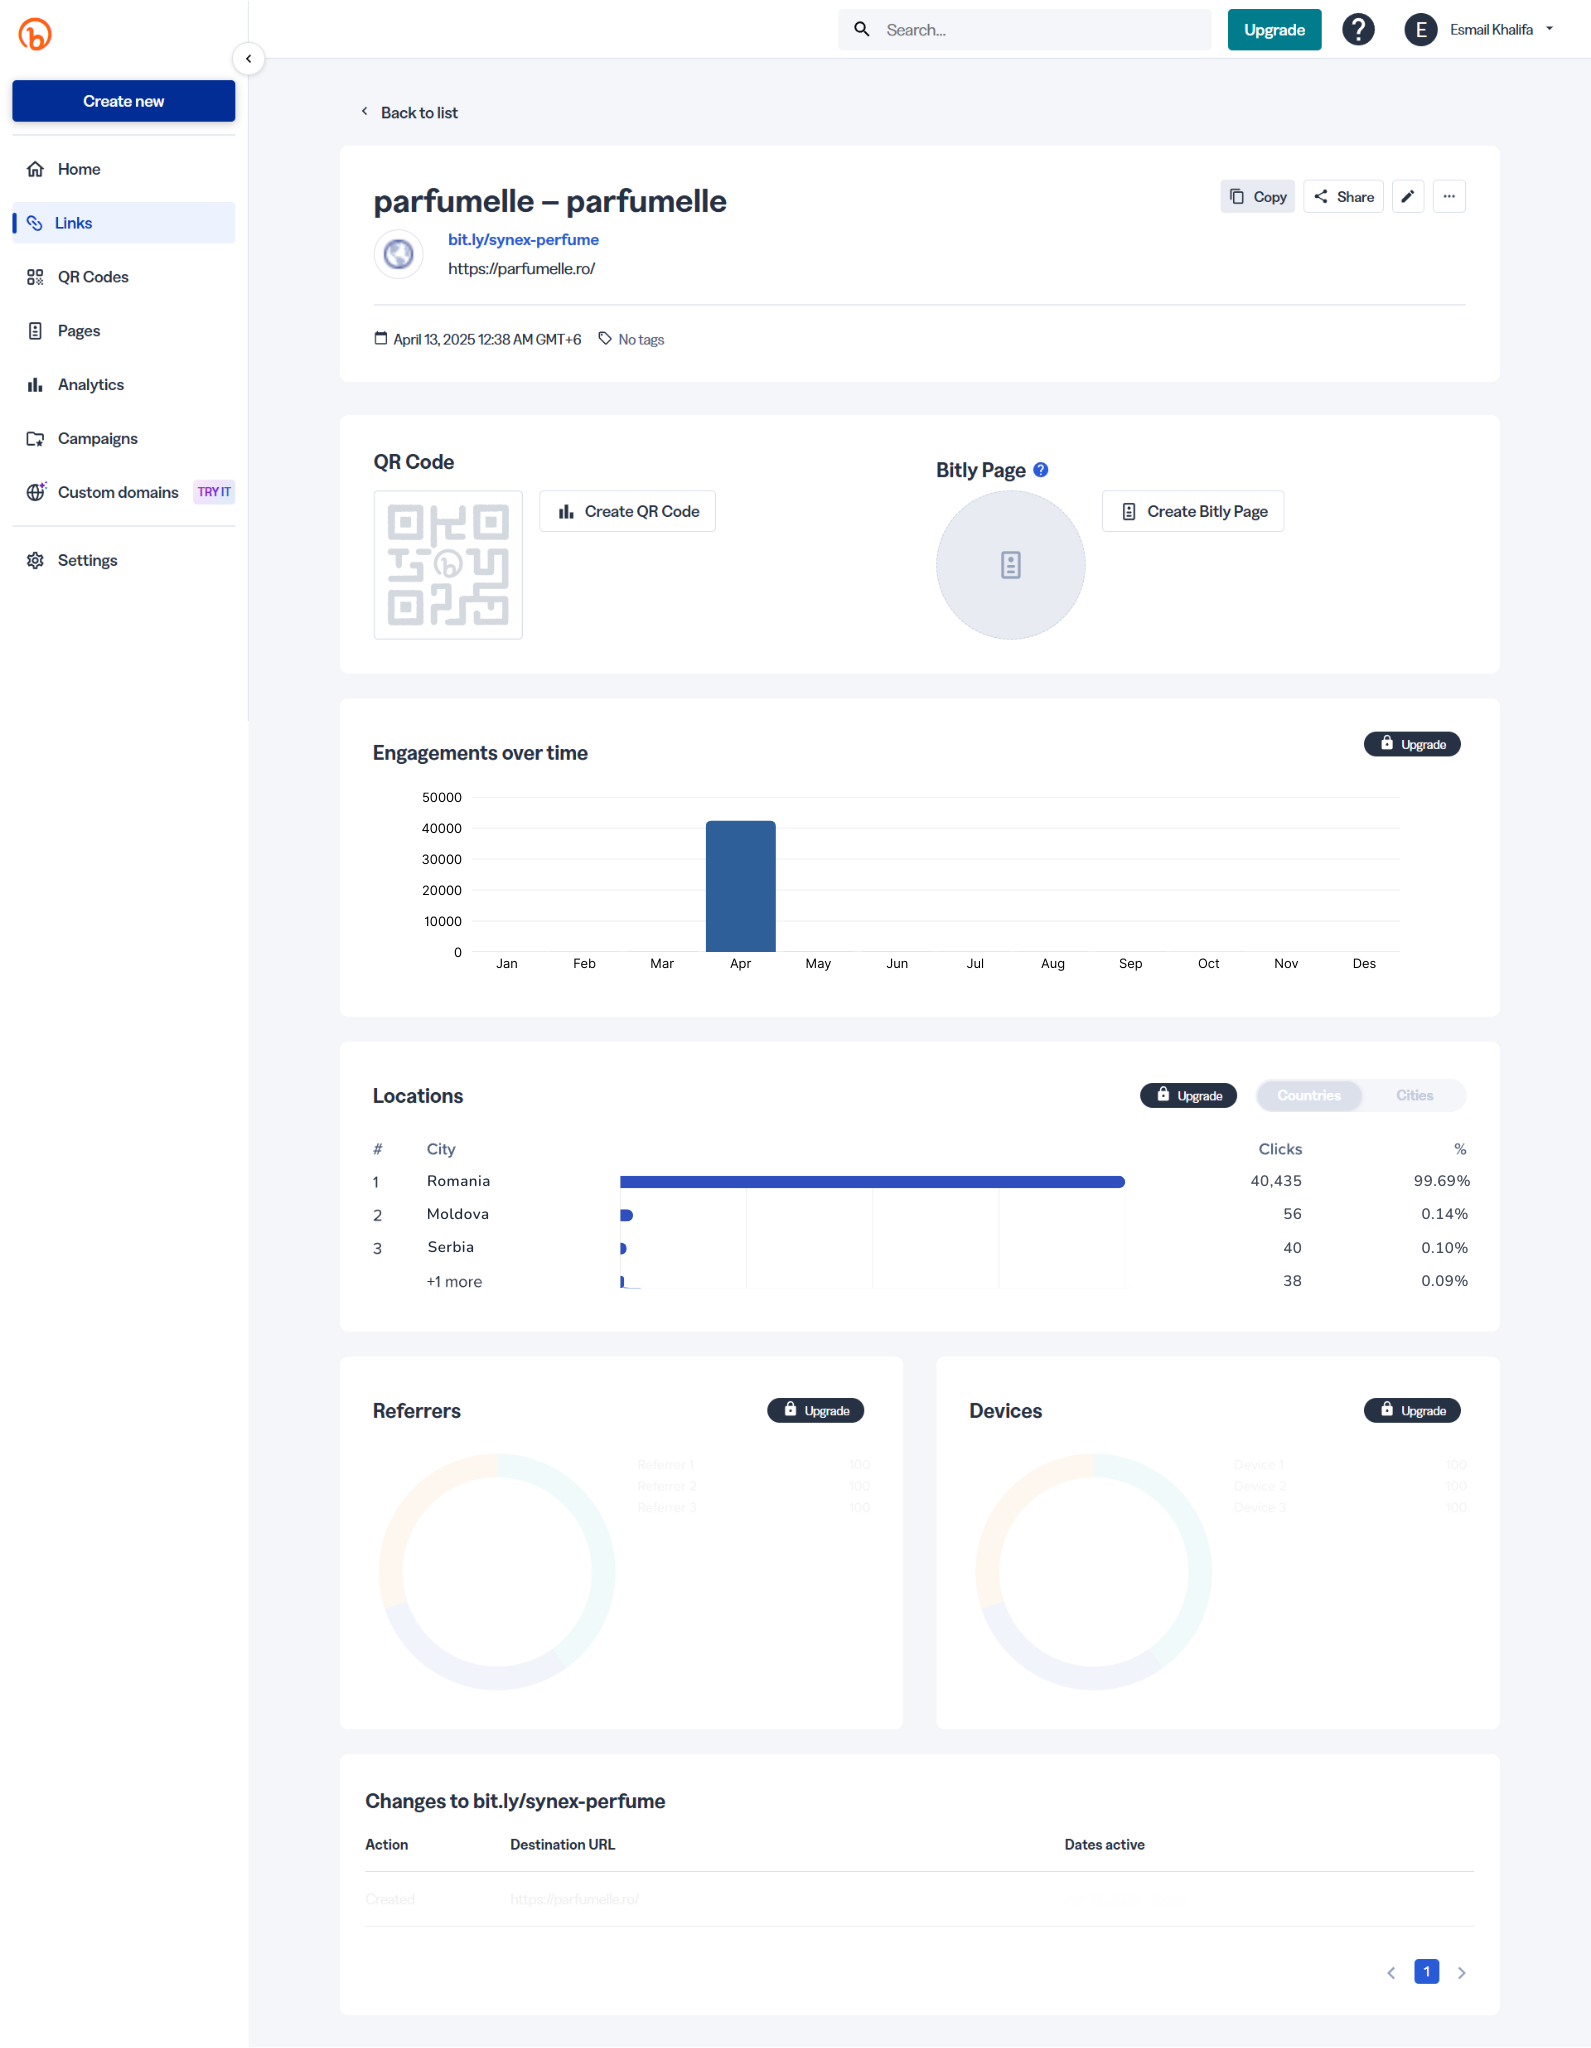 Search...
Upgrade
?
E
Esmail Khalifa
Create new
Home
Links
QR Codes
Pages
Analytics
Campaigns
Custom domains TRY IT
Settings
Back to list
parfumelle – parfumelle
Copy
Share
bit.ly/synex-perfume
https://parfumelle.ro/
April 13, 2025 12:38 AM GMT+6
No tags
QR Code
Create QR Code
Bitly Page ?
Create Bitly Page
Engagements over time
Upgrade
50000
40000
30000
20000
10000
0
Jan Feb Mar Apr May Jun Jul Aug Sep Oct Nov Des
Locations
Upgrade
Countries
Cities
# City Clicks %
1 Romania 40,435 99.69%
2 Moldova 56 0.14%
3 Serbia 40 0.10%
+1 more 38 0.09%
Referrers
Upgrade
Referrer 1 100
Referrer 2 100
Referrer 3 100
Devices
Upgrade
Device 1 100
Device 2 100
Device 3 100
Changes to bit.ly/synex-perfume
Action Destination URL Dates active
Created https://parfumelle.ro/
1